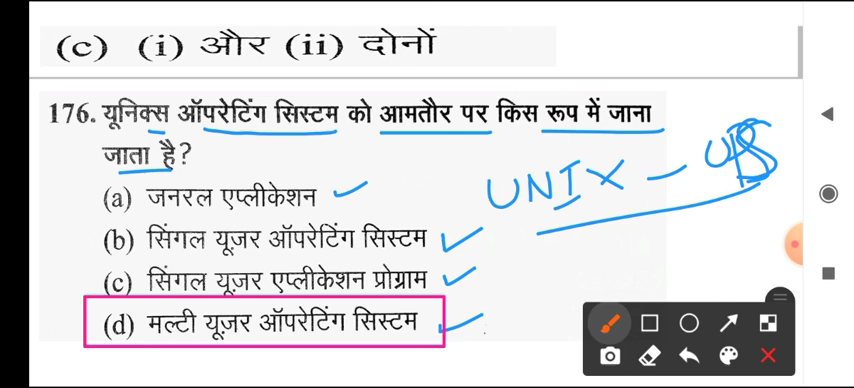 (c) (i) और (ii) दोनों
176. यूनिक्स ऑपरेटिंग सिस्टम को आमतौर पर किस रूप में जाना
जाता है?
(a) जनरल एप्लीकेशन
UNIX –
(b) सिंगल यूज़र ऑपरेटिंग सिस्टम
(c) सिंगल यूज़र एप्लीकेशन प्रोग्राम
(d) मल्टी यूज़र ऑपरेटिंग सिस्टम